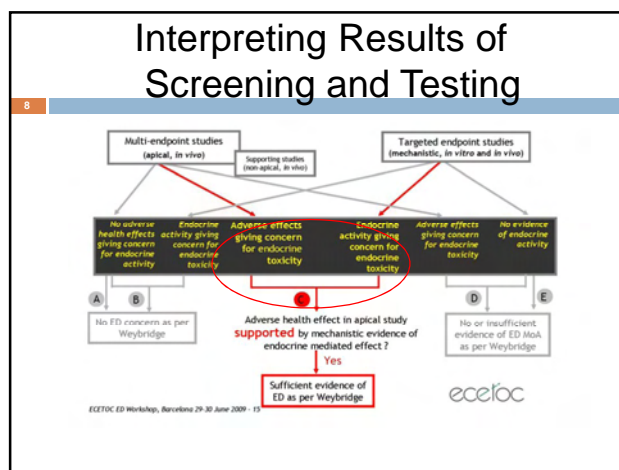 Interpreting Results of
Screening and Testing
8
Multi-endpoint studies
(apical, in vivo)
Supporting studies
(non-apical, in vivo)
Targeted endpoint studies
(mechanistic, in vitro and in vivo)
No adverse
health effects
giving concern
for endocrine
activity
Endocrine
activity giving
concern for
endocrine
toxicity
Adverse effects
giving concern
for endocrine
toxicity
Endocrine
activity giving
concern for
endocrine
toxicity
Adverse effects
giving concern
for endocrine
toxicity
No evidence
of endocrine
activity
A
B
C
D
E
No ED concern as per
Weybridge
Adverse health effect in apical study
supported by mechanistic evidence of
endocrine mediated effect ?
No or insufficient
evidence of ED MoA
as per Weybridge
Yes
Sufficient evidence of
ED as per Weybridge
ecetoc
ECETOC ED Workshop, Barcelona 29-30 June 2009 - 15